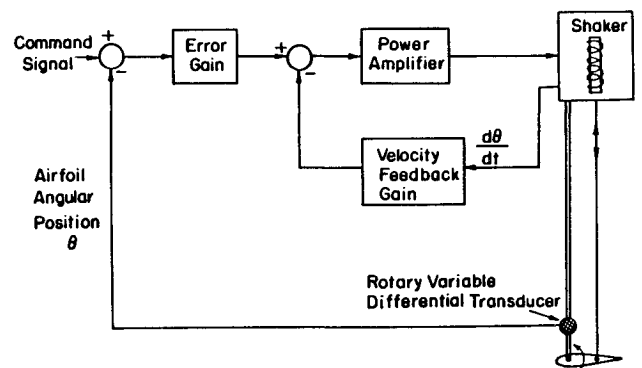 Command
Signal
+
−
Error
Gain
+
−
Power
Amplifier
Shaker
dθ
dt
Velocity
Feedback
Gain
Airfoil
Angular
Position
θ
Rotary Variable
Differential Transducer